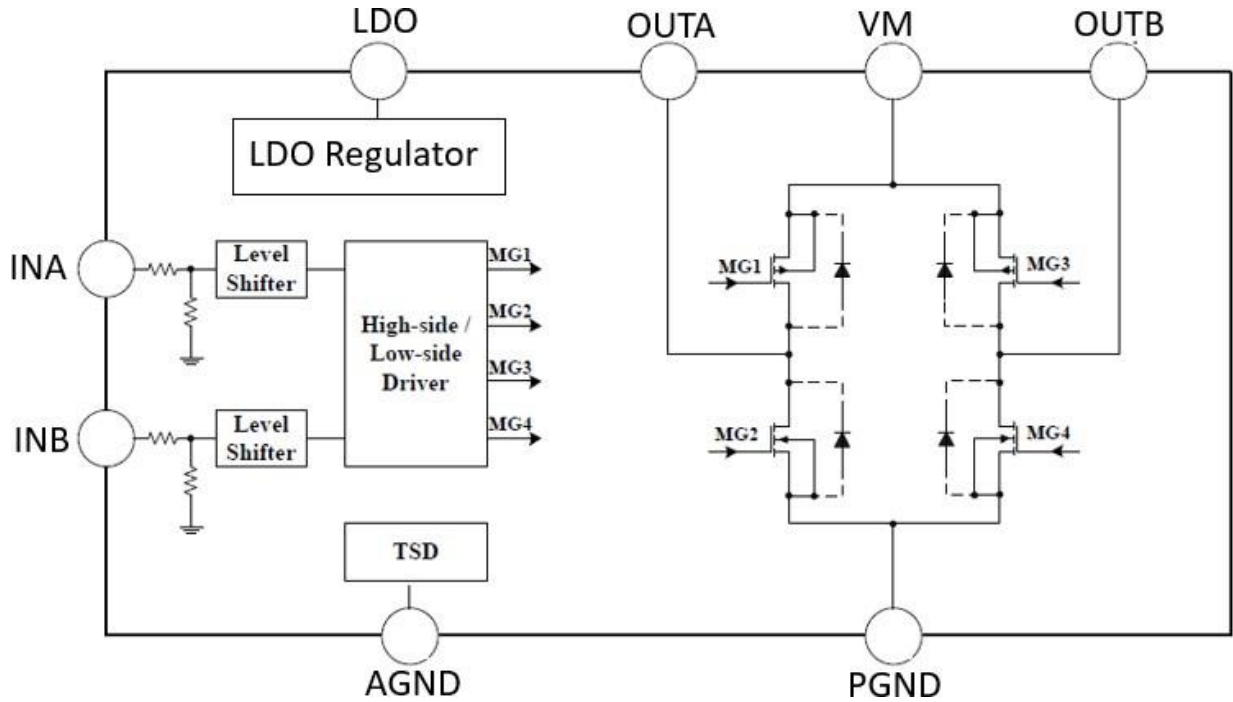 LDO
OUTA
VM
OUTB
LDO Regulator
INA
Level
Shifter
MG1
MG2
High-side /
Low-side
Driver
MG3
MG4
INB
Level
Shifter
TSD
AGND
MG1
MG3
MG2
MG4
PGND